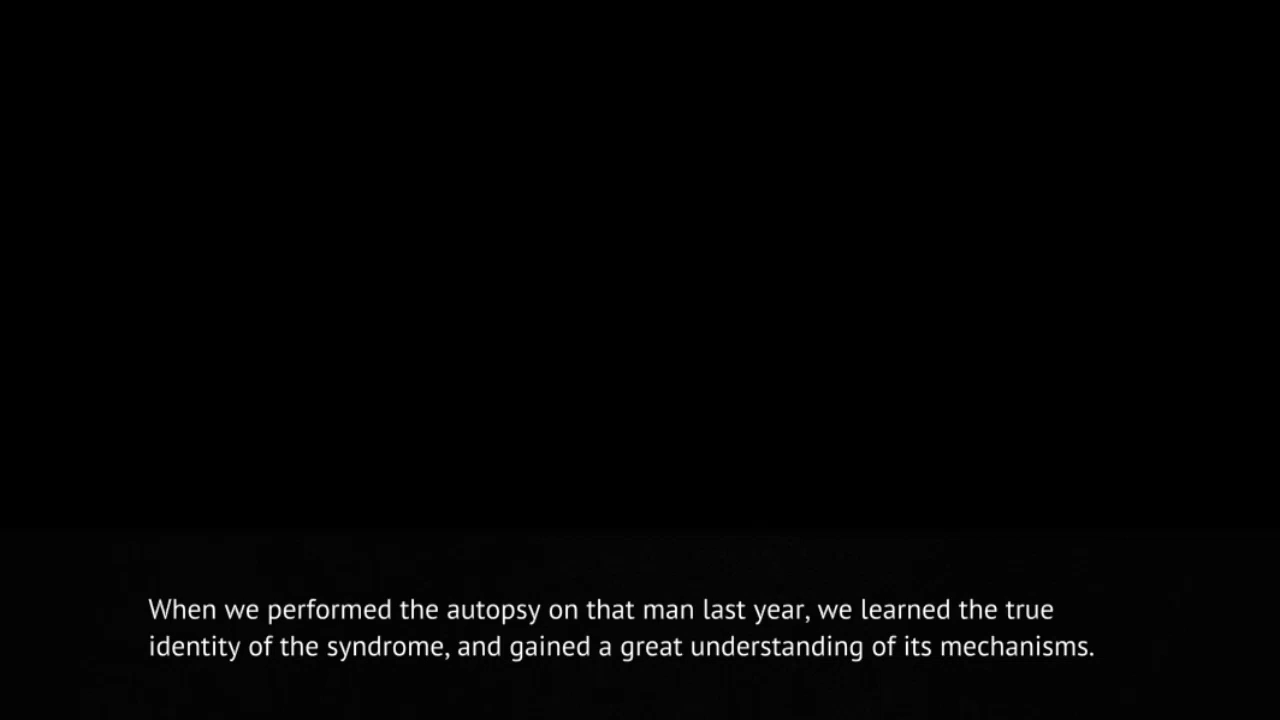 When we performed the autopsy on that man last year, we learned the true
identity of the syndrome, and gained a great understanding of its mechanisms.